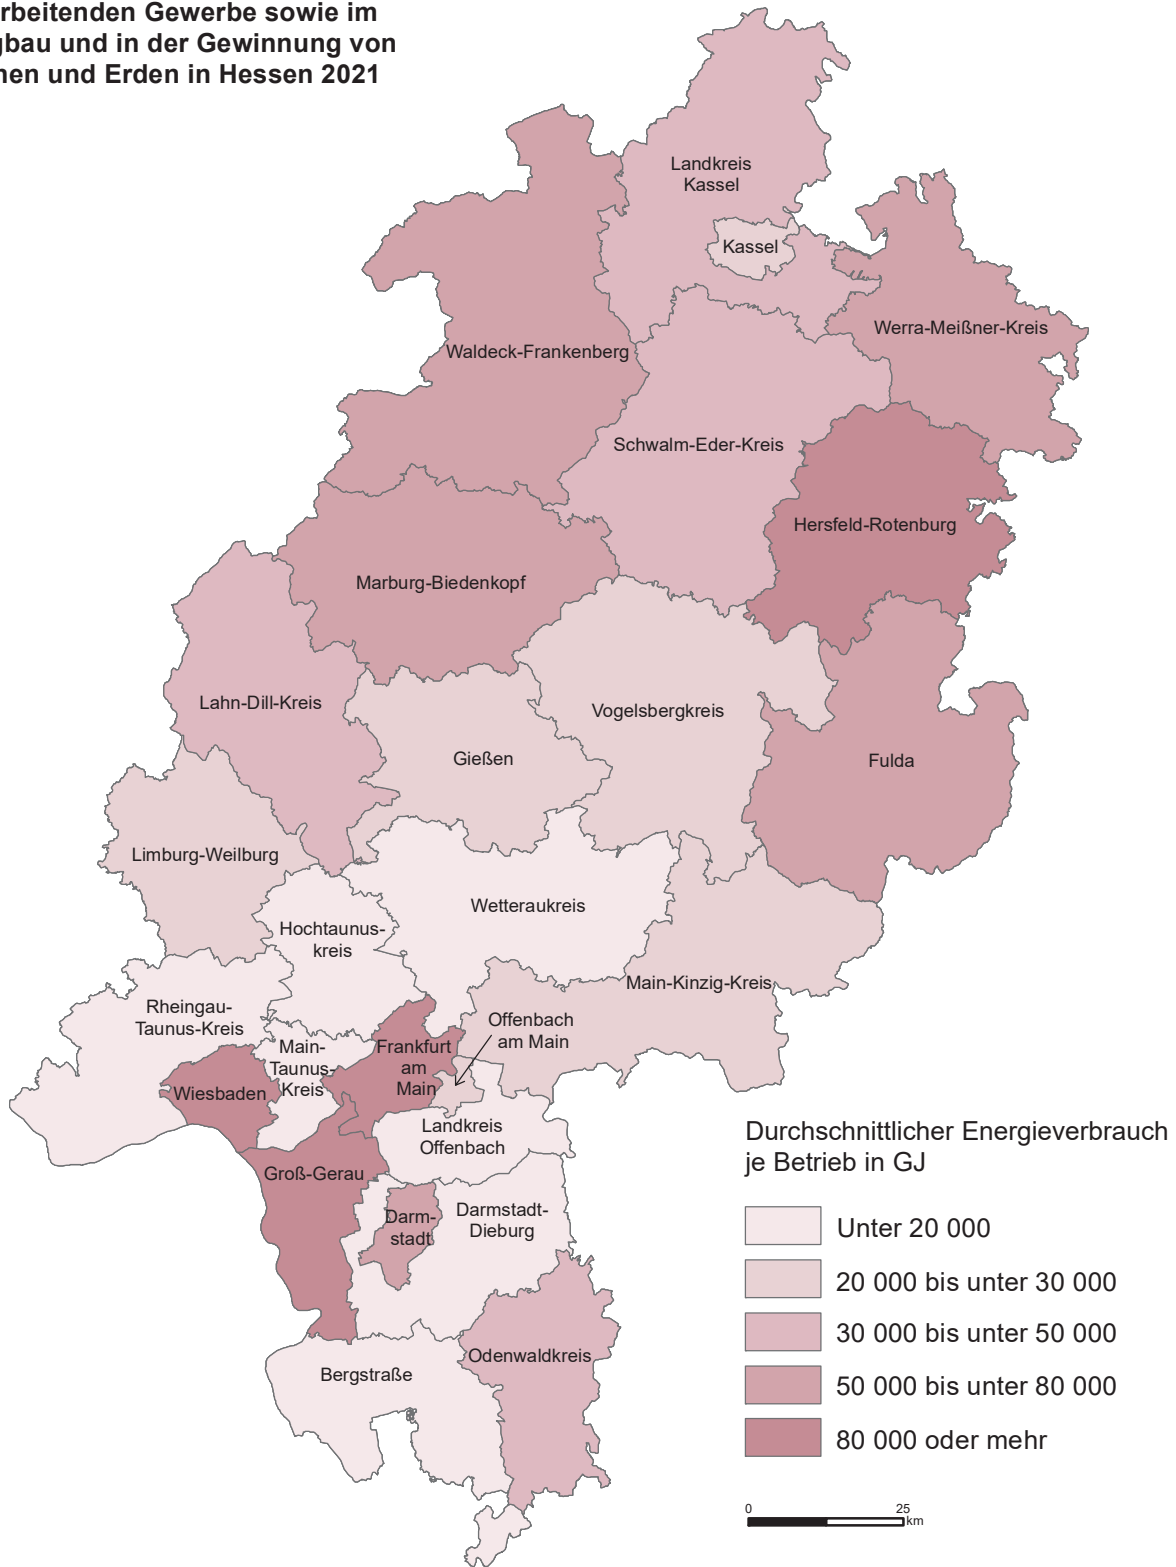 rbeitenden Gewerbe sowie im
gbau und in der Gewinnung von
nen und Erden in Hessen 2021
Landkreis
Kassel
Kassel
Werra-Meißner-Kreis
Waldeck-Frankenberg
Schwalm-Eder-Kreis
Hersfeld-Rotenburg
Marburg-Biedenkopf
Lahn-Dill-Kreis
Vogelsbergkreis
Gießen
Fulda
Limburg-Weilburg
Wetteraukreis
Hochtaunus-
kreis
Main-Kinzig-Kreis
Rheingau-
Taunus-Kreis
Offenbach
am Main
Main-
Taunus-
Kreis
Frankfurt
am
Main
Wiesbaden
Landkreis
Offenbach
Groß-Gerau
Darm-
stadt
Darmstadt-
Dieburg
Odenwaldkreis
Bergstraße
Durchschnittlicher Energieverbrauch
je Betrieb in GJ
Unter 20 000
20 000 bis unter 30 000
30 000 bis unter 50 000
50 000 bis unter 80 000
80 000 oder mehr
0 25
km